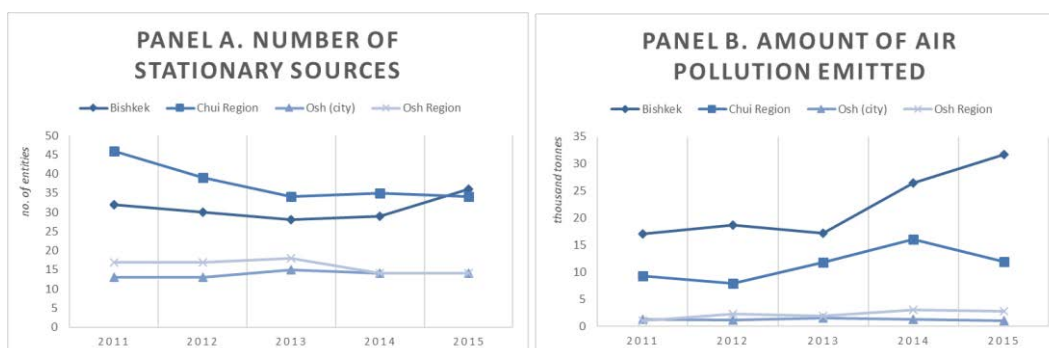 PANEL A. NUMBER OF
STATIONARY SOURCES
Bishkek Chui Region Osh (city) Osh Region
no. of entities
50
45
40
35
30
25
20
15
10
5
0
2011 2012 2013 2014 2015
PANEL B. AMOUNT OF AIR
POLLUTION EMITTED
Bishkek Chui Region Osh (city) Osh Region
thousand tonnes
35
30
25
20
15
10
5
0
2011 2012 2013 2014 2015